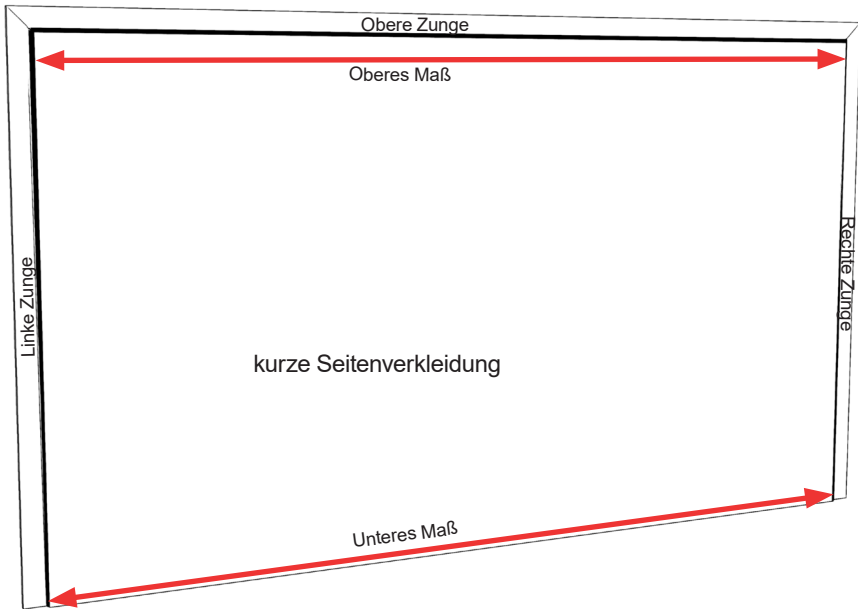 Obere Zunge
Oberes Maß
Linke Zunge
Rechte Zunge
kurze Seitenverkleidung
Unteres Maß